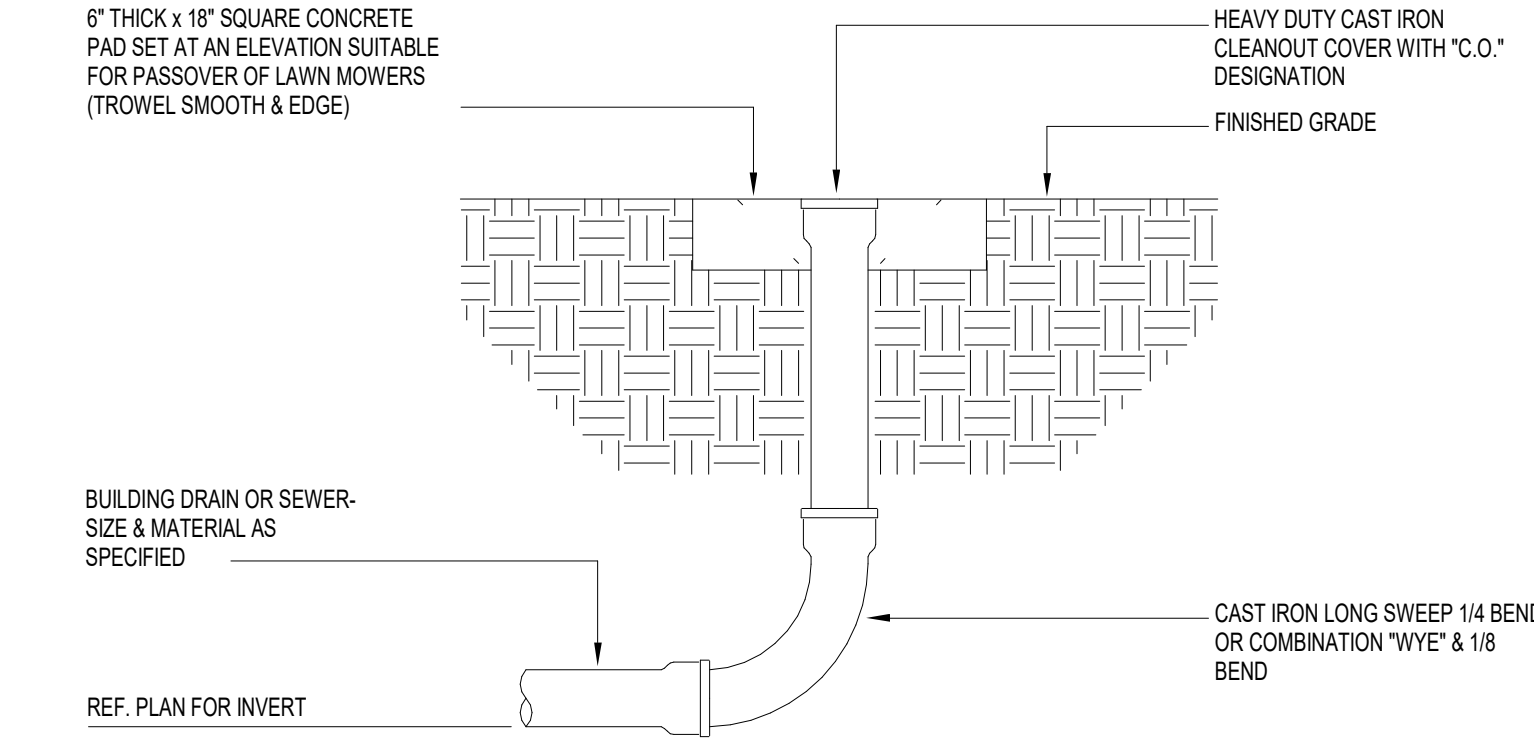 6" THICK x 18" SQUARE CONCRETE
PAD SET AT AN ELEVATION SUITABLE
FOR PASSOVER OF LAWN MOWERS
(TROWEL SMOOTH & EDGE)
HEAVY DUTY CAST IRON
CLEANOUT COVER WITH "C.O."
DESIGNATION
FINISHED GRADE
BUILDING DRAIN OR SEWER-
SIZE & MATERIAL AS
SPECIFIED
CAST IRON LONG SWEEP 1/4 BEND
OR COMBINATION "WYE" & 1/8
BEND
REF. PLAN FOR INVERT